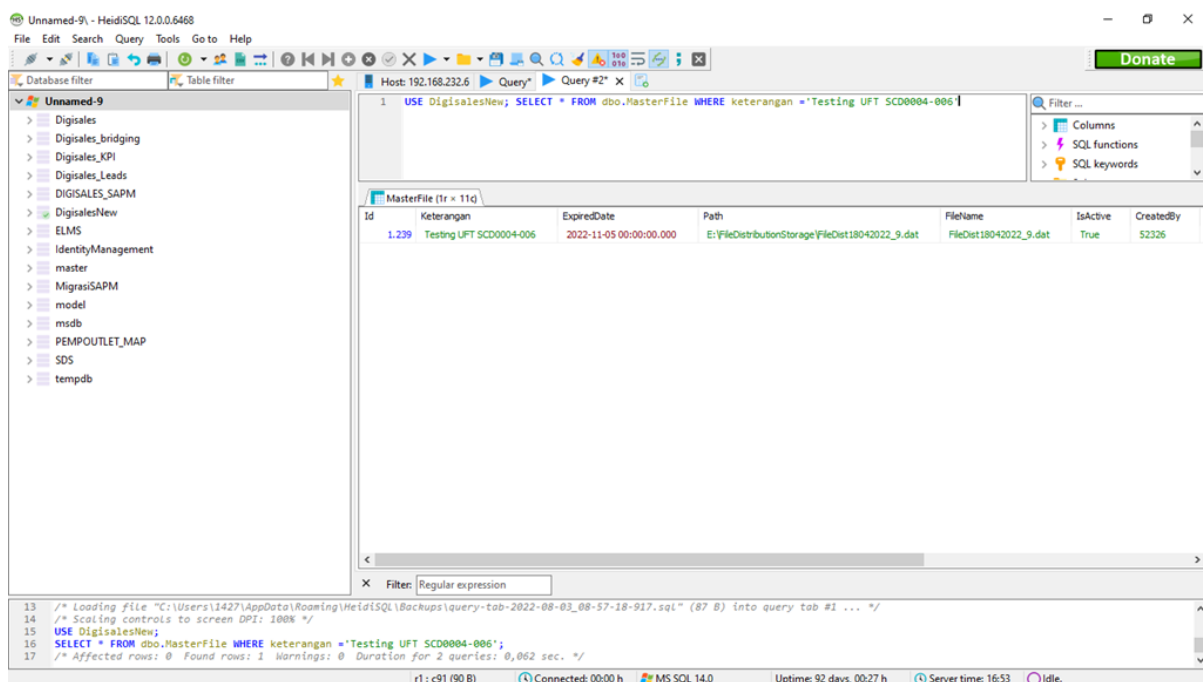 Unnamed-9\ - HeidiSQL 12.0.0.6468
File Edit Search Query Tools Go to Help
Donate
Database filter Table filter
Host: 192.168.232.6 Query* Query #2*
Unnamed-9
Digisales
Digisales_bridging
Digisales_KPI
Digisales_Leads
DIGISALES_SAPM
DigisalesNew
ELMS
IdentityManagement
master
MigrasiSAPM
model
msdb
PEMPOUTLET_MAP
SDS
tempdb
1 USE DigisalesNew; SELECT * FROM dbo.MasterFile WHERE keterangan ='Testing UFT SCD0004-006'
Filter ...
Columns
SQL functions
SQL keywords
MasterFile (1r × 11c)
Id Keterangan ExpiredDate Path FileName IsActive CreatedBy
1.239 Testing UFT SCD0004-006 2022-11-05 00:00:00.000 E:\FileDistributionStorage\FileDist18042022_9.dat FileDist18042022_9.dat True 52326
Filter: Regular expression
13 /* Loading file "C:\Users\1427\AppData\Roaming\HeidiSQL\Backups\query-tab-2022-08-03_08-57-18-917.sql" (87 B) into query tab #1 ... */
14 /* Scaling controls to screen DPI: 100% */
15 USE DigisalesNew;
16 SELECT * FROM dbo.MasterFile WHERE keterangan ='Testing UFT SCD0004-006';
17 /* Affected rows: 0 Found rows: 1 Warnings: 0 Duration for 2 queries: 0,062 sec. */
r1 : c91 (90 B) Connected: 00:00 h MS SQL 14.0 Uptime: 92 days, 00:27 h Server time: 16:53 Idle.